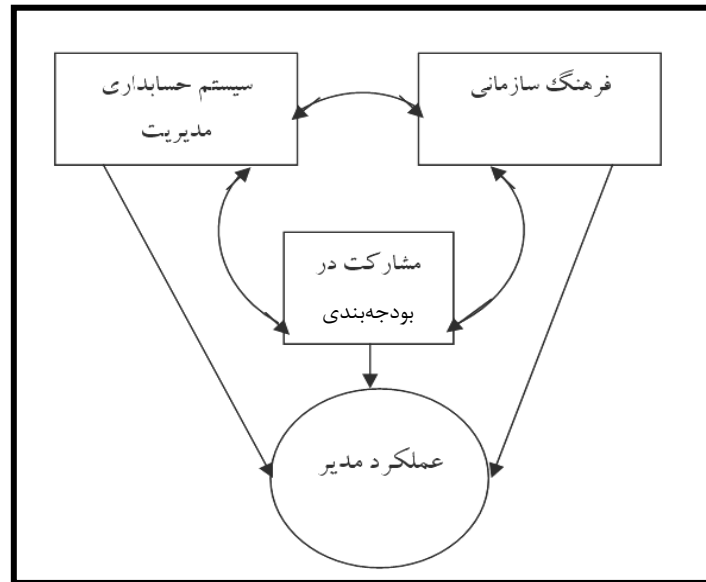 فرهنگ سازمانی
سیستم حسابداری
مدیریت
مشارکت در
بودجه‌بندی
عملکرد مدیر